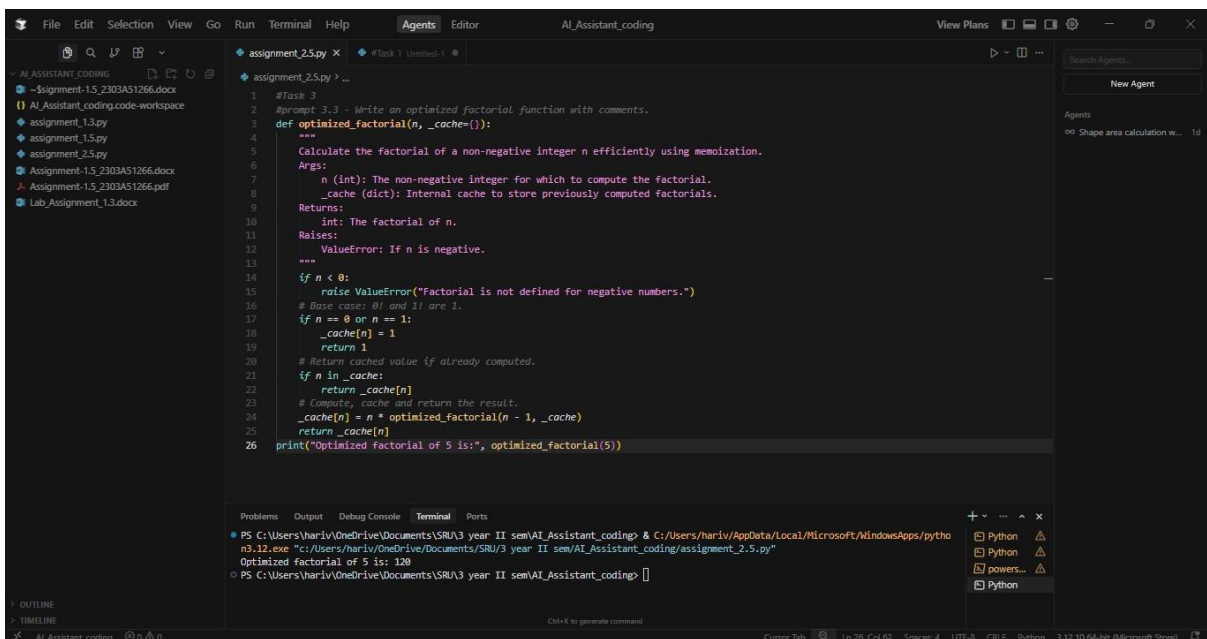 File Edit Selection View Go Run Terminal Help Agents Editor AI_Assistant_coding View Plans
AI_ASSISTANT_CODING
~$signment-1.5_2303A51266.docx
{} AI_Assistant_coding.code-workspace
assignment_1.3.py
assignment_1.5.py
assignment_2.5.py
Assignment-1.5_2303A51266.docx
Assignment-1.5_2303A51266.pdf
Lab_Assignment_1.3.docx
OUTLINE
TIMELINE
assignment_2.5.py #Task 1 Untitled-1
assignment_2.5.py > ...
1 #Task 3
2 #prompt 3.3 - Write an optimized factorial function with comments.
3 def optimized_factorial(n, _cache={}):
4 """
5 Calculate the factorial of a non-negative integer n efficiently using memoization.
6 Args:
7 n (int): The non-negative integer for which to compute the factorial.
8 _cache (dict): Internal cache to store previously computed factorials.
9 Returns:
10 int: The factorial of n.
11 Raises:
12 ValueError: If n is negative.
13 """
14 if n < 0:
15 raise ValueError("Factorial is not defined for negative numbers.")
16 # Base case: 0! and 1! are 1.
17 if n == 0 or n == 1:
18 _cache[n] = 1
19 return 1
20 # Return cached value if already computed.
21 if n in _cache:
22 return _cache[n]
23 # Compute, cache and return the result.
24 _cache[n] = n * optimized_factorial(n - 1, _cache)
25 return _cache[n]
26 print("Optimized factorial of 5 is:", optimized_factorial(5))
Problems Output Debug Console Terminal Ports
PS C:\Users\hariv\OneDrive\Documents\SRU\3 year II sem\AI_Assistant_coding> & C:/Users/hariv/AppData/Local/Microsoft/WindowsApps/pytho
n3.12.exe "c:/Users/hariv/OneDrive/Documents/SRU/3 year II sem/AI_Assistant_coding/assignment_2.5.py"
Optimized factorial of 5 is: 120
PS C:\Users\hariv\OneDrive\Documents\SRU\3 year II sem\AI_Assistant_coding>
Ctrl+K to generate command
Python
Python
powers...
Python
Search Agents...
New Agent
Agents
Shape area calculation w... 1d
AI_Assistant_coding 0 0 Cursor Tab Ln 26, Col 62 Spaces: 4 UTF-8 CRLF Python 3.12.10 64-bit (Microsoft Store)